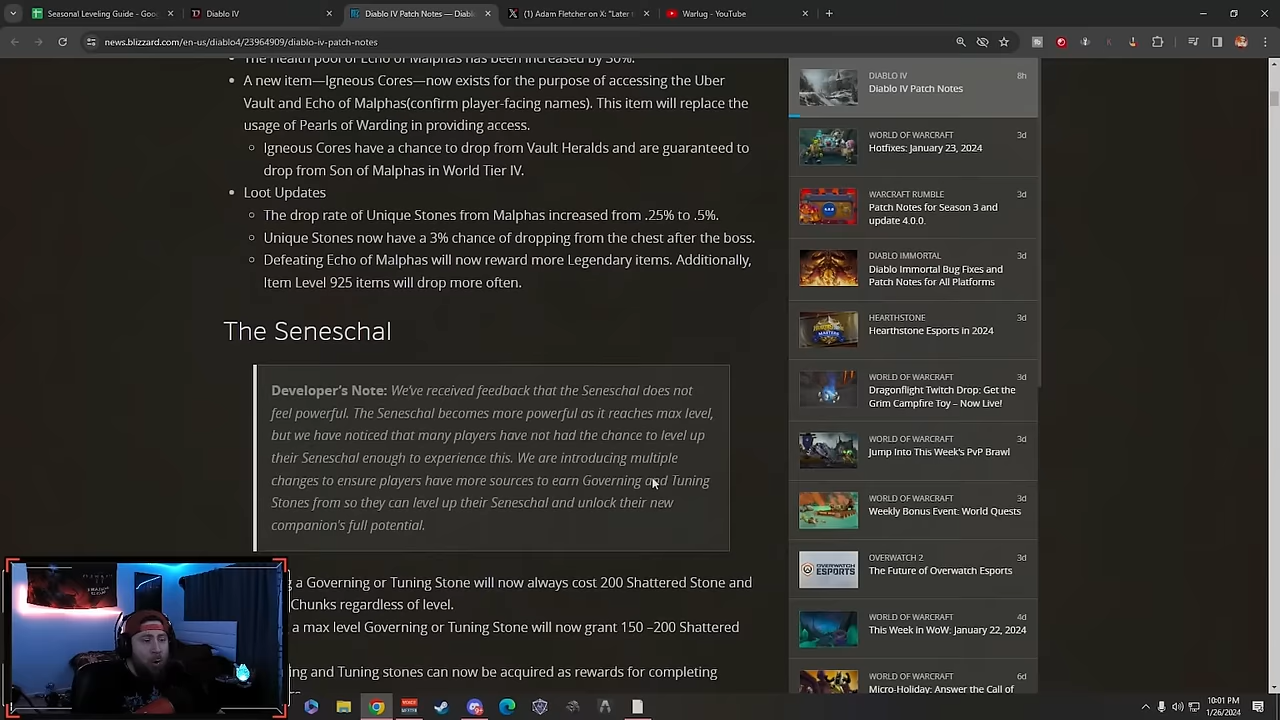 Seasonal Leveling Guide - Goo
Diablo IV
Diablo IV Patch Notes — Diablo
(1) Adam Fletcher on X: "Later t
Warlug - YouTube
news.blizzard.com/en-us/diablo4/23964909/diablo-iv-patch-notes
The Health pool of Echo of Malphas has been increased by 30%.
A new item—Igneous Cores—now exists for the purpose of accessing the Uber
Vault and Echo of Malphas(confirm player-facing names). This item will replace the
usage of Pearls of Warding in providing access.
Igneous Cores have a chance to drop from Vault Heralds and are guaranteed to
drop from Son of Malphas in World Tier IV.
Loot Updates
The drop rate of Unique Stones from Malphas increased from .25% to .5%.
Unique Stones now have a 3% chance of dropping from the chest after the boss.
Defeating Echo of Malphas will now reward more Legendary items. Additionally,
Item Level 925 items will drop more often.
The Seneschal
Developer's Note: We've received feedback that the Seneschal does not
feel powerful. The Seneschal becomes more powerful as it reaches max level,
but we have noticed that many players have not had the chance to level up
their Seneschal enough to experience this. We are introducing multiple
changes to ensure players have more sources to earn Governing and Tuning
Stones from so they can level up their Seneschal and unlock their new
companion's full potential.
g a Governing or Tuning Stone will now always cost 200 Shattered Stone and
Chunks regardless of level.
a max level Governing or Tuning Stone will now grant 150 –200 Shattered
ing and Tuning stones can now be acquired as rewards for completing
DIABLO IV
8h
Diablo IV Patch Notes
WORLD OF WARCRAFT
3d
Hotfixes: January 23, 2024
WARCRAFT RUMBLE
3d
Patch Notes for Season 3 and
update 4.0.0.
DIABLO IMMORTAL
3d
Diablo Immortal Bug Fixes and
Patch Notes for All Platforms
HEARTHSTONE
3d
Hearthstone Esports in 2024
WORLD OF WARCRAFT
3d
Dragonflight Twitch Drop: Get the
Grim Campfire Toy – Now Live!
WORLD OF WARCRAFT
3d
Jump Into This Week's PvP Brawl
WORLD OF WARCRAFT
3d
Weekly Bonus Event: World Quests
OVERWATCH 2
3d
OVERWATCH
ESPORTS
The Future of Overwatch Esports
WORLD OF WARCRAFT
4d
This Week in WoW: January 22, 2024
WORLD OF WARCRAFT
6d
Micro-Holiday: Answer the Call of
10:01 PM
1/26/2024